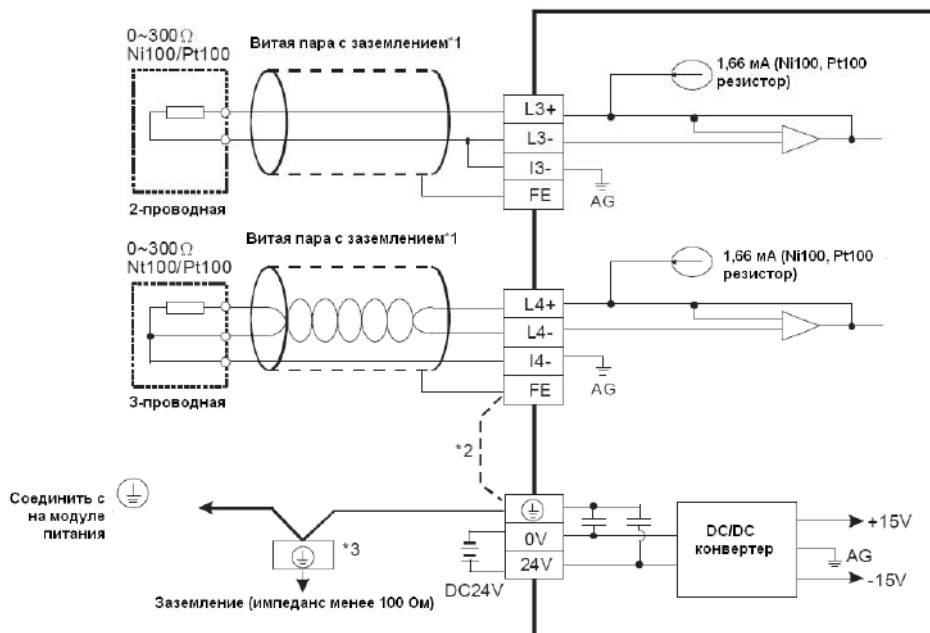 0~300Ω
Ni100/Pt100
Витая пара с заземлением*1
1,66 мА (Ni100, Pt100
резистор)
L3+
L3-
I3-
FE
AG
2-проводная
0~300Ω
Nt100/Pt100
Витая пара с заземлением*1
1,66 мА (Ni100, Pt100
резистор)
L4+
L4-
I4-
FE
AG
3-проводная
*2
Соединить с
на модуле
питания
*3
Заземление (импеданс менее 100 Ом)
0V
24V
DC24V
DC/DC
конвертер
+15V
AG
-15V